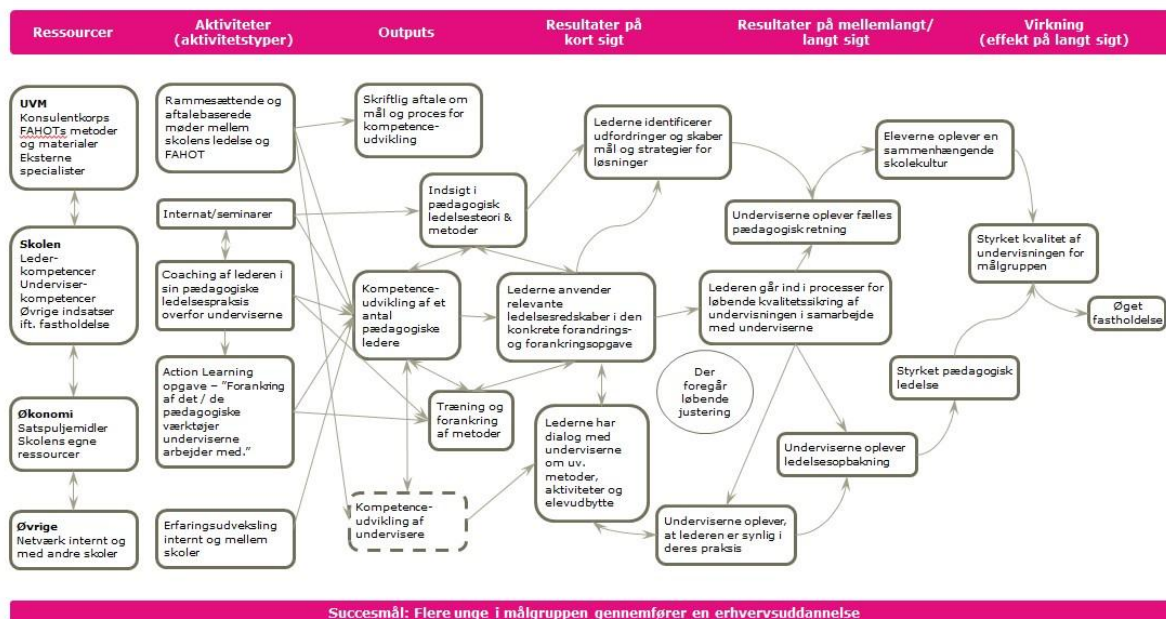 Ressourcer
Aktiviteter
(aktivitetstyper)
Outputs
Resultater på
kort sigt
Resultater på mellemlangt/
langt sigt
Virkning
(effekt på langt sigt)
UVM
Konsulentkorps
FAHOTs metoder
og materialer
Eksterne
specialister
Skolen
Leder-
kompetencer
Underviser-
kompetencer
Øvrige indsatser
ift. fastholdelse
Økonomi
Satspuljemidler
Skolens egne
ressourcer
Øvrige
Netværk internt og
med andre skoler
Rammesættende og
aftalebaserede
møder mellem
skolens ledelse og
FAHOT
Internat/seminarer
Coaching af lederen i
sin pædagogiske
ledelsespraksis
overfor underviserne
Action Learning
opgave – ”Forankring
af det / de
pædagogiske
værktøjer
underviserne
arbejder med.”
Erfaringsudveksling
internt og mellem
skoler
Skriftlig aftale om
mål og proces for
kompetence-
udvikling
Indsigt i
pædagogisk
ledelsesteori &
metoder
Kompetence-
udvikling af et
antal
pædagogiske
ledere
Træning og
forankring
af metoder
Kompetence-
udvikling af
undervisere
Lederne identificerer
udfordringer og skaber
mål og strategier for
løsninger
Lederne anvender
relevante
ledelsesredskaber i den
konkrete forandrings-
og forankringsopgave
Lederne har
dialog med
underviserne
om uv.
metoder,
aktiviteter og
elevudbytte
Underviserne oplever fælles
pædagogisk retning
Lederen går ind i processer for
løbende kvalitetssikring af
undervisningen i samarbejde
med underviserne
Der
foregår
løbende
justering
Underviserne oplever
ledelsesopbakning
Underviserne oplever,
at lederen er synlig i
deres praksis
Eleverne oplever en
sammenhængende
skolekultur
Styrket kvalitet af
undervisningen for
målgruppen
Øget
fastholdelse
Styrket pædagogisk
ledelse
Succesmål: Flere unge i målgruppen gennemfører en erhvervsuddannelse